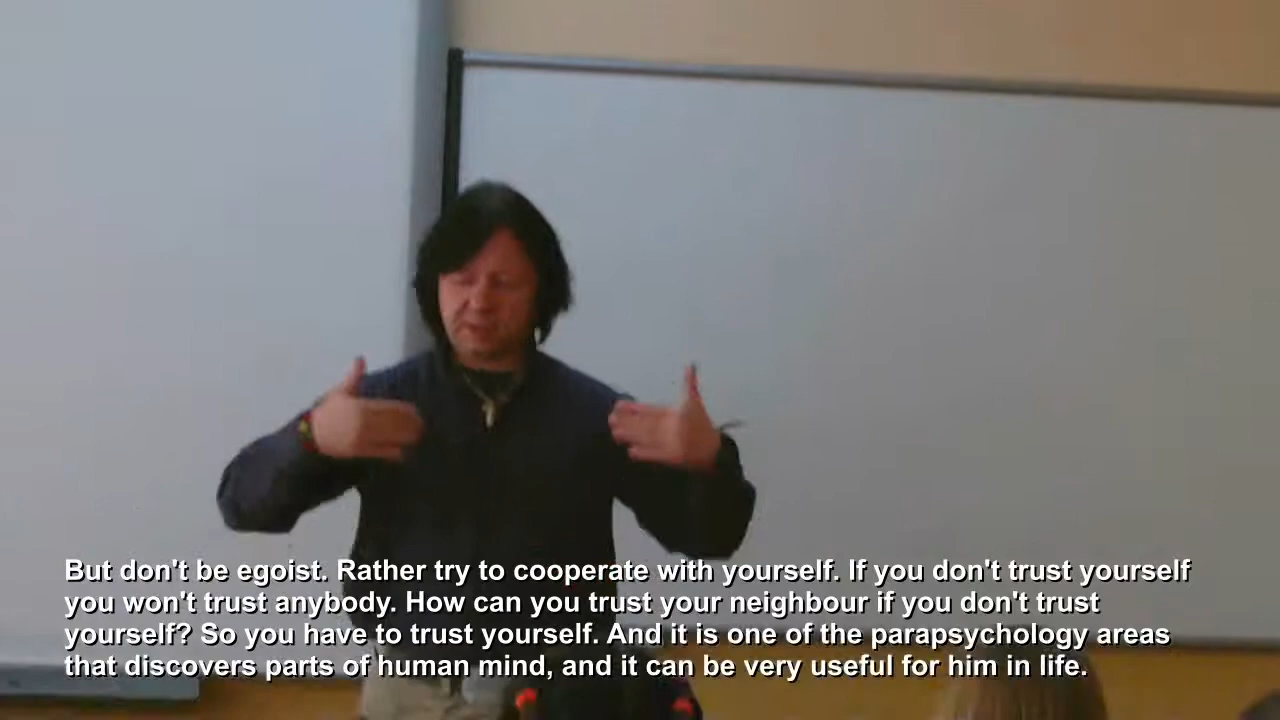 But don't be egoist. Rather try to cooperate with yourself. If you don't trust yourself
you won't trust anybody. How can you trust your neighbour if you don't trust
yourself? So you have to trust yourself. And it is one of the parapsychology areas
that discovers parts of human mind, and it can be very useful for him in life.